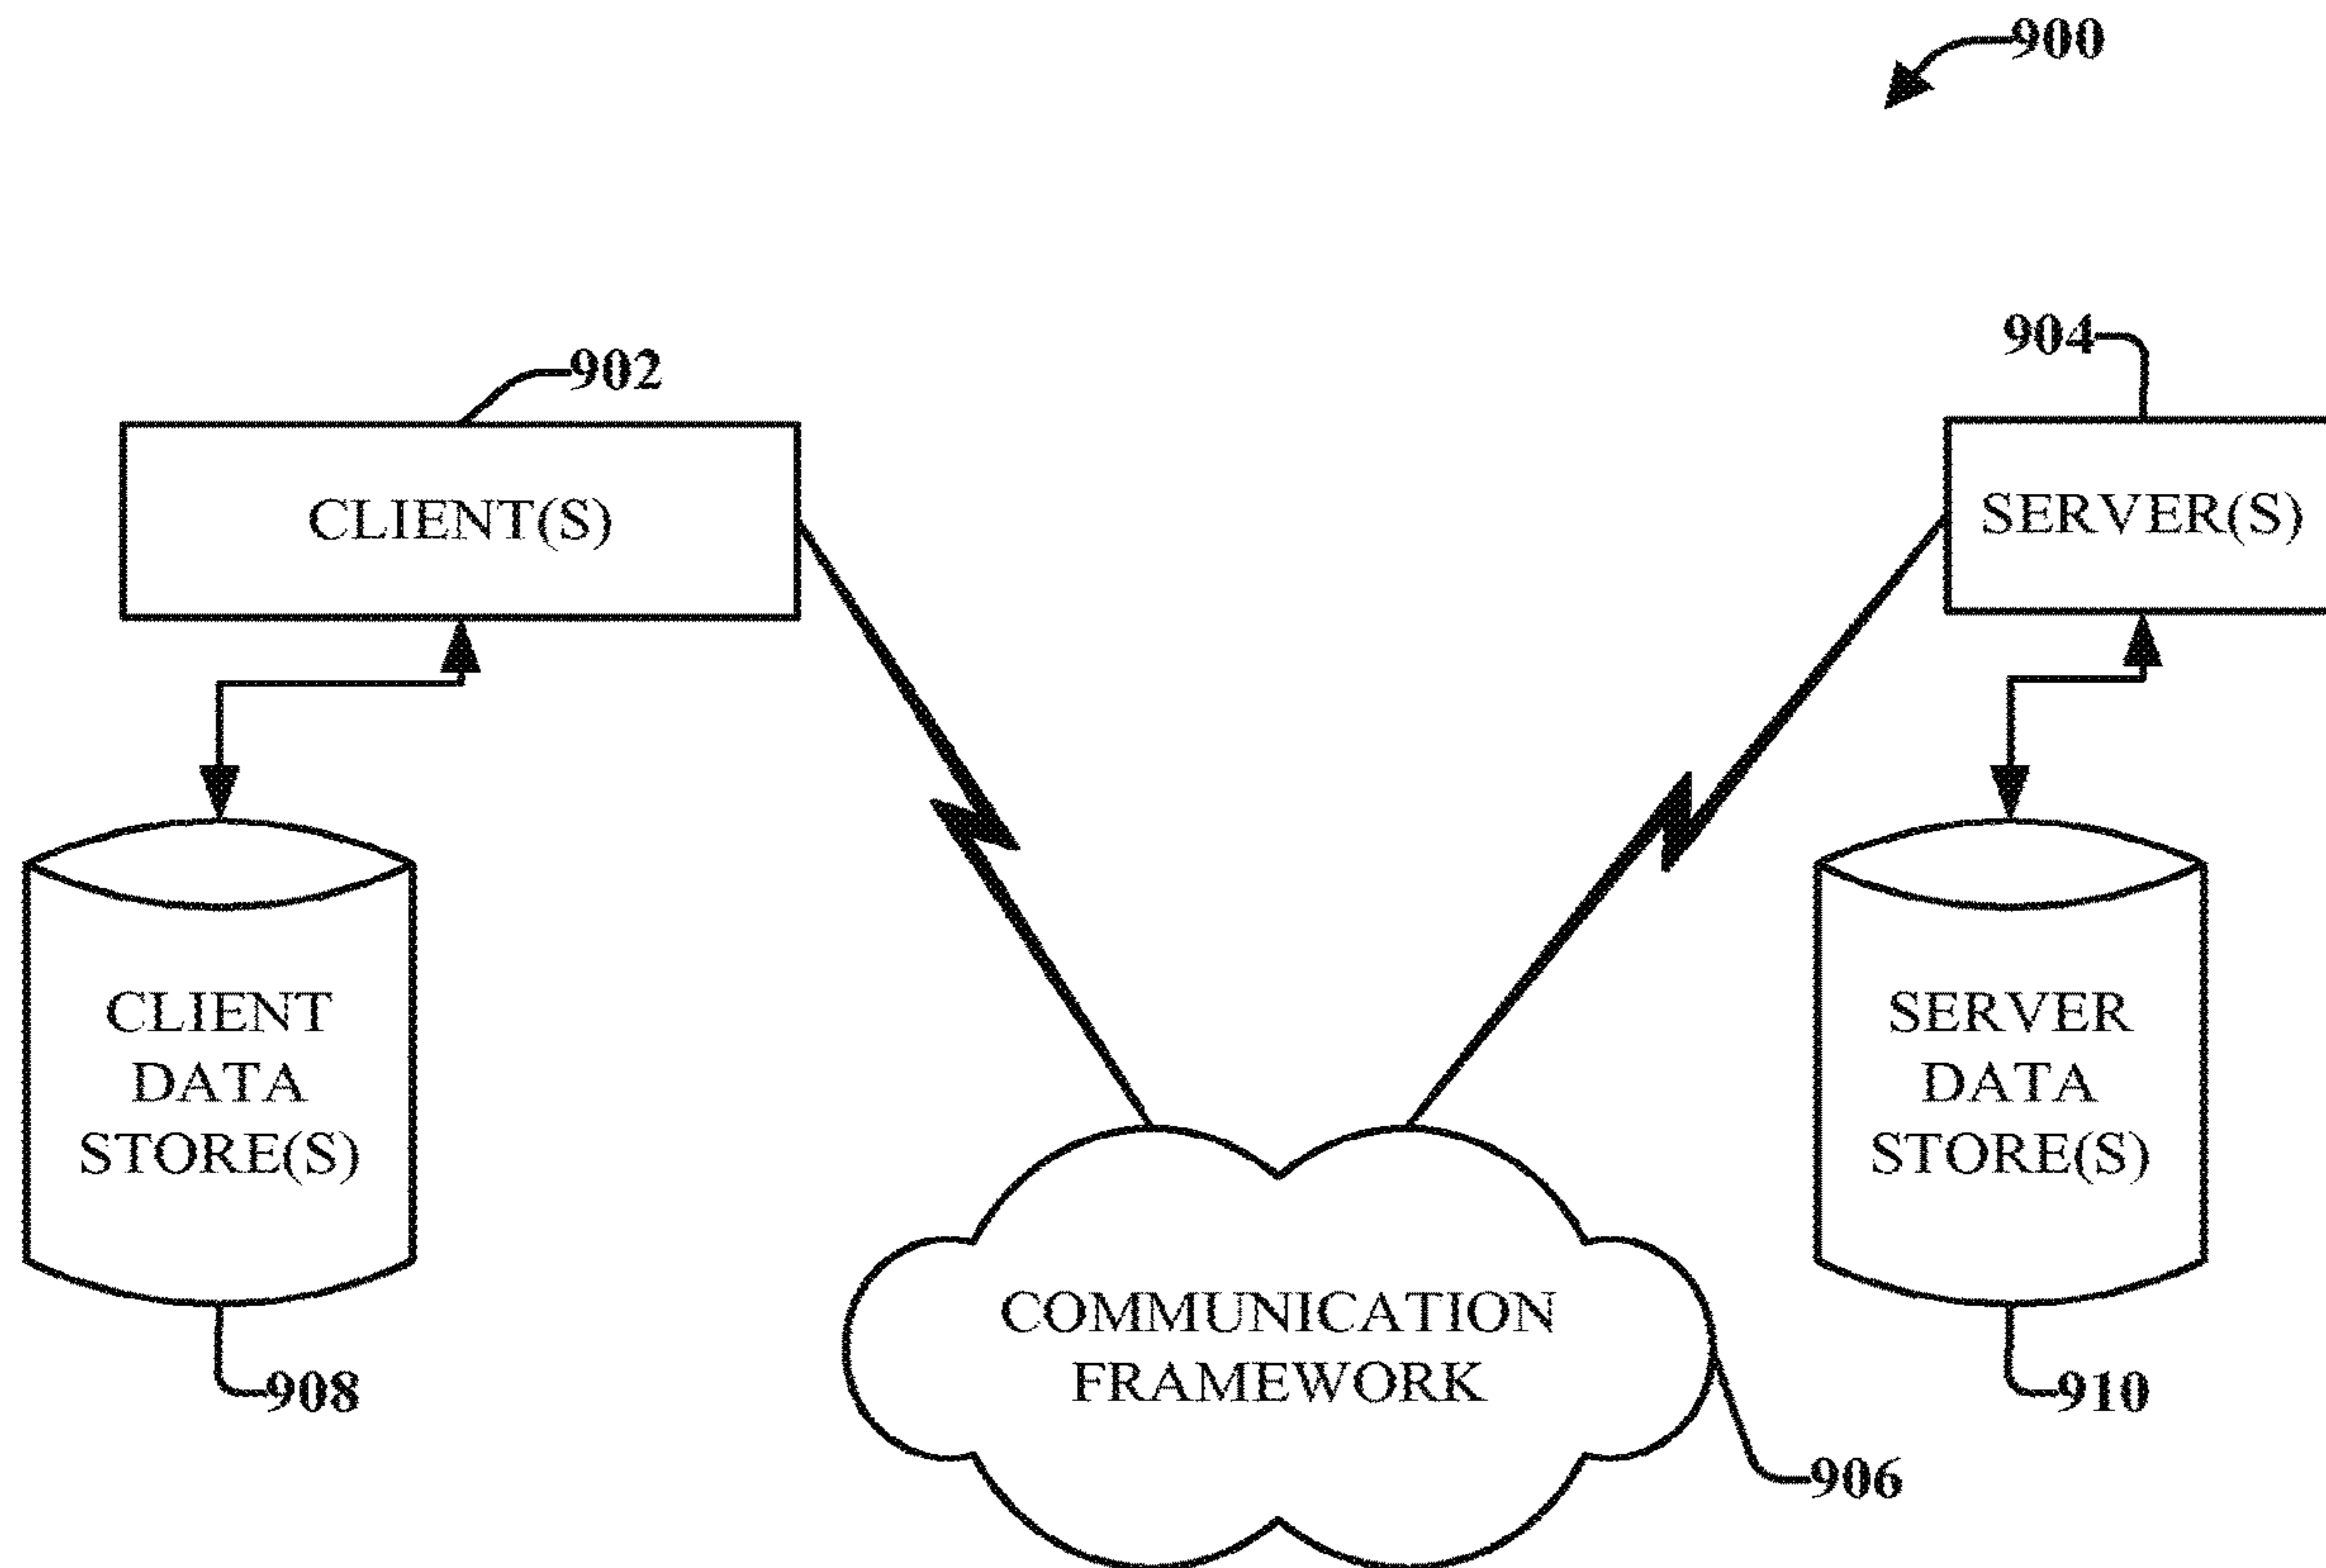 900
902
904
CLIENT(S)
SERVER(S)
CLIENT
DATA
STORE(S)
SERVER
DATA
STORE(S)
COMMUNICATION
FRAMEWORK
908
910
906